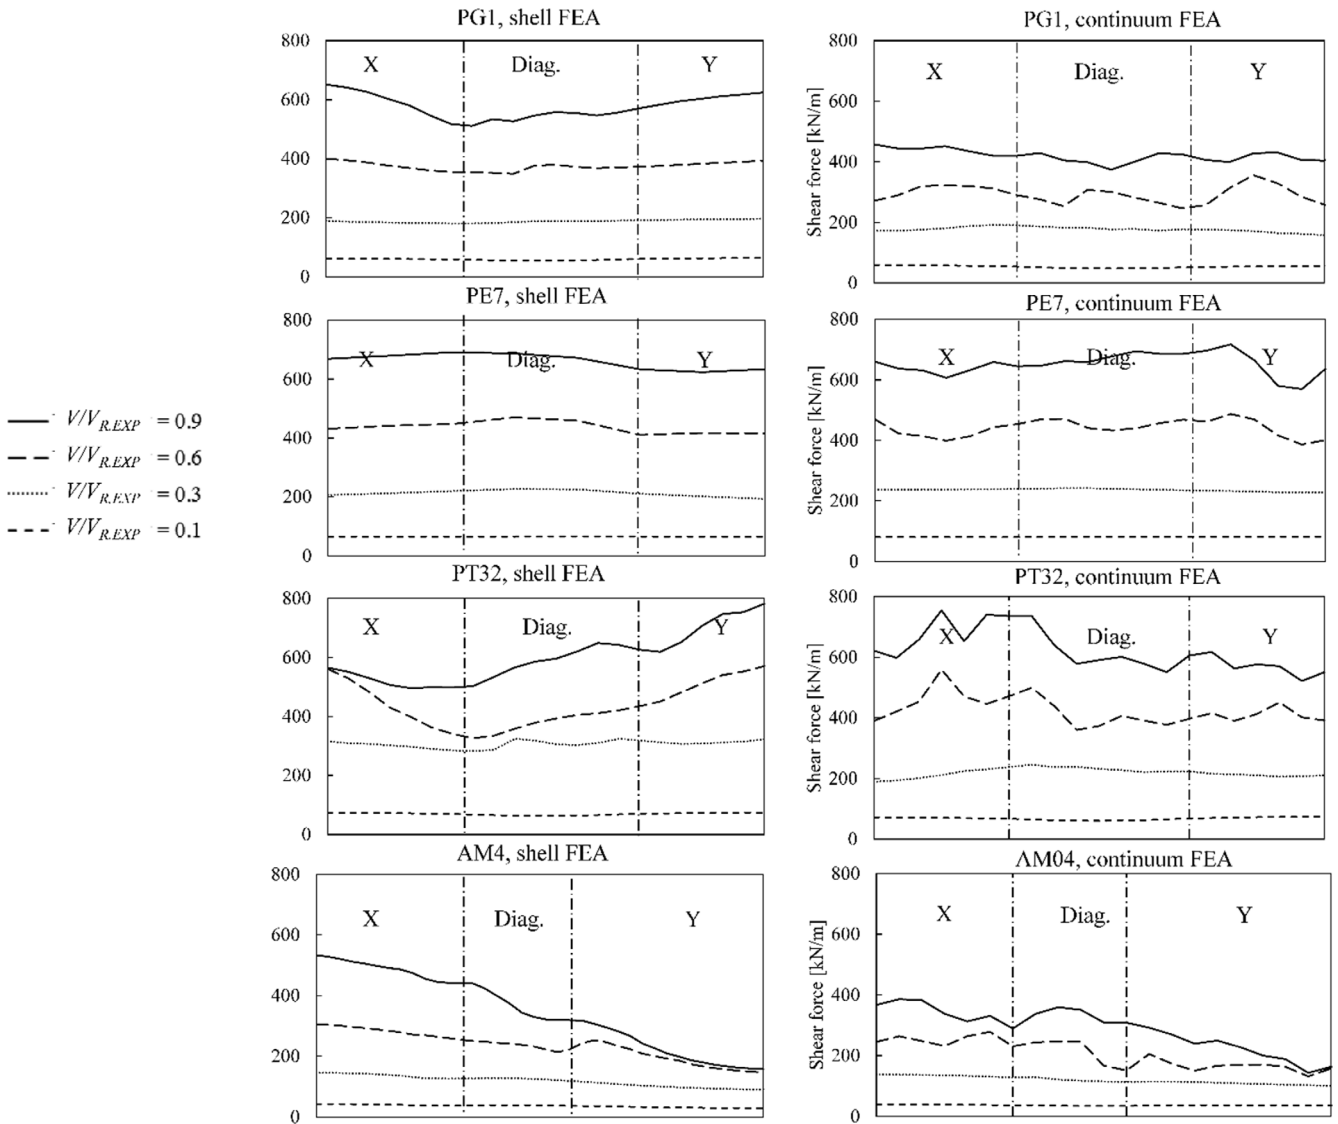 PG1, shell FEA
800
600
400
200
0
X
Diag.
Y
PG1, continuum FEA
Shear force [kN/m]
800
600
400
200
0
X
Diag.
Y
PE7, shell FEA
800
600
400
200
0
X
Diag.
Y
PE7, continuum FEA
Shear force [kN/m]
800
600
400
200
0
X
Diag.
Y
V/V_R.EXP = 0.9
V/V_R.EXP = 0.6
V/V_R.EXP = 0.3
V/V_R.EXP = 0.1
PT32, shell FEA
800
600
400
200
0
X
Diag.
Y
PT32, continuum FEA
Shear force [kN/m]
800
600
400
200
0
X
Diag.
Y
AM4, shell FEA
800
600
400
200
0
X
Diag.
Y
AM04, continuum FEA
Shear force [kN/m]
800
600
400
200
0
X
Diag.
Y